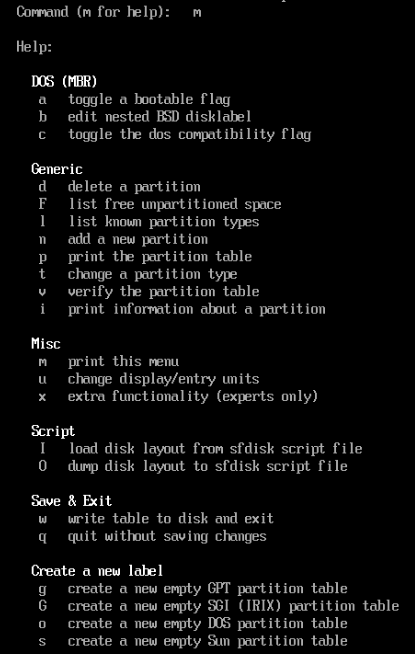 Command (m for help): m
Help:
DOS (MBR)
a toggle a bootable flag
b edit nested BSD disklabel
c toggle the dos compatibility flag
Generic
d delete a partition
F list free unpartitioned space
l list known partition types
n add a new partition
p print the partition table
t change a partition type
v verify the partition table
i print information about a partition
Misc
m print this menu
u change display/entry units
x extra functionality (experts only)
Script
I load disk layout from sfdisk script file
O dump disk layout to sfdisk script file
Save & Exit
w write table to disk and exit
q quit without saving changes
Create a new label
g create a new empty GPT partition table
G create a new empty SGI (IRIX) partition table
o create a new empty DOS partition table
s create a new empty Sun partition table